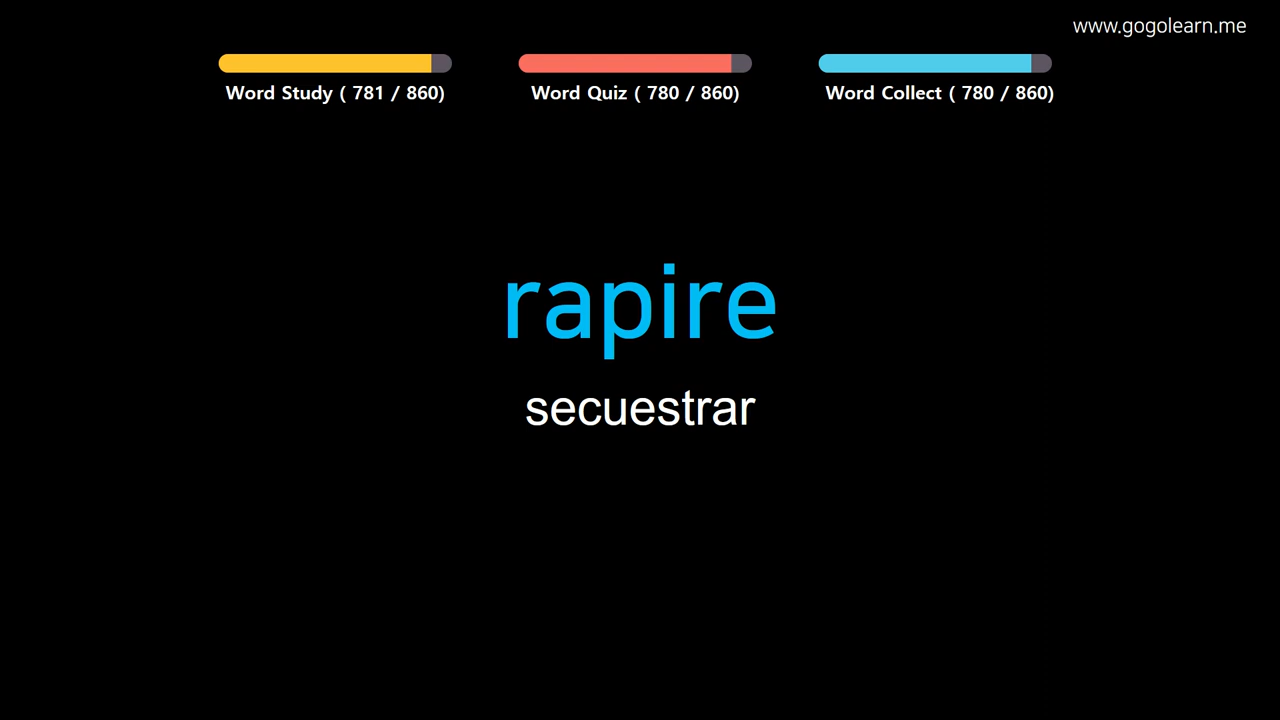 www.gogolearn.me
Word Study ( 781 / 860)
Word Quiz ( 780 / 860)
Word Collect ( 780 / 860)
rapire
secuestrar